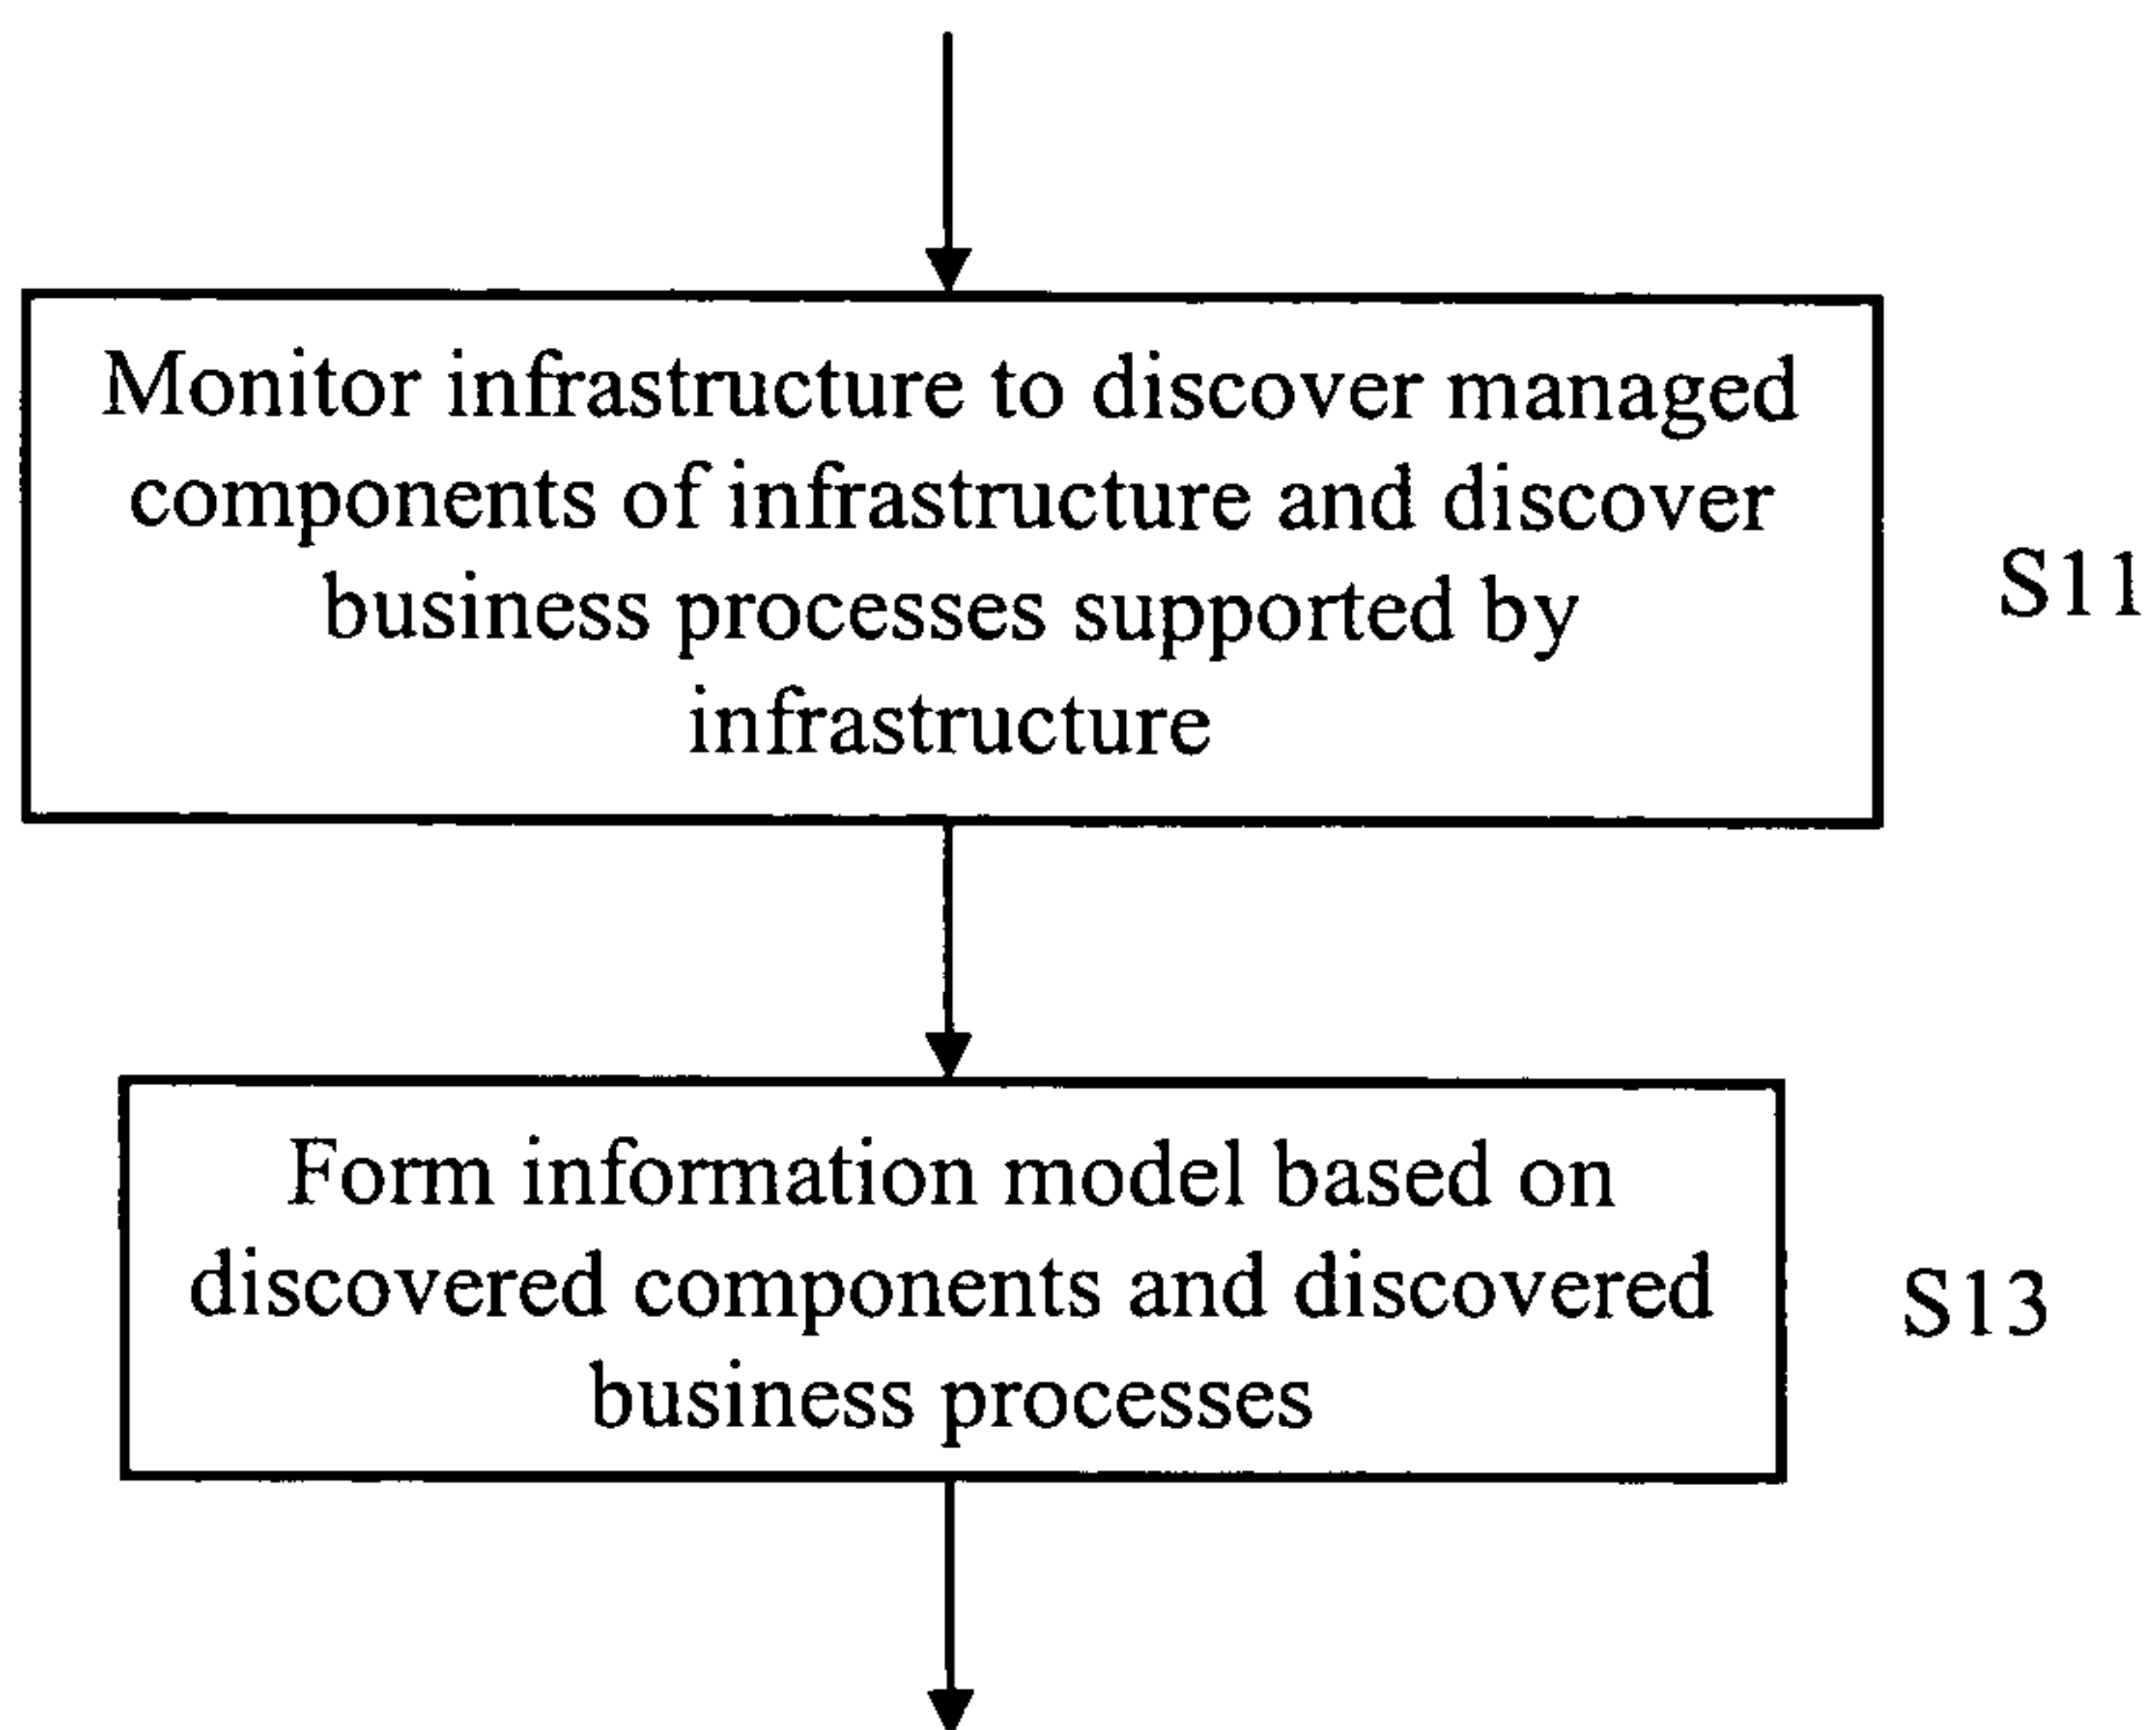 Monitor infrastructure to discover managed
components of infrastructure and discover
business processes supported by
infrastructure
S11
Form information model based on
discovered components and discovered
business processes
S13